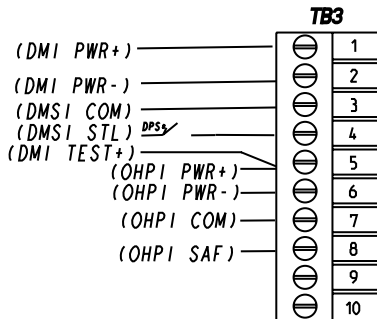 TB3
(DMI PWR+) 1
(DMI PWR-) 2
(DMSI COM) 3
(DMSI STL) DPS2 4
(DMI TEST+) 5
(OHPI PWR+)
(OHPI PWR-) 6
(OHPI COM) 7
(OHPI SAF) 8
9
10